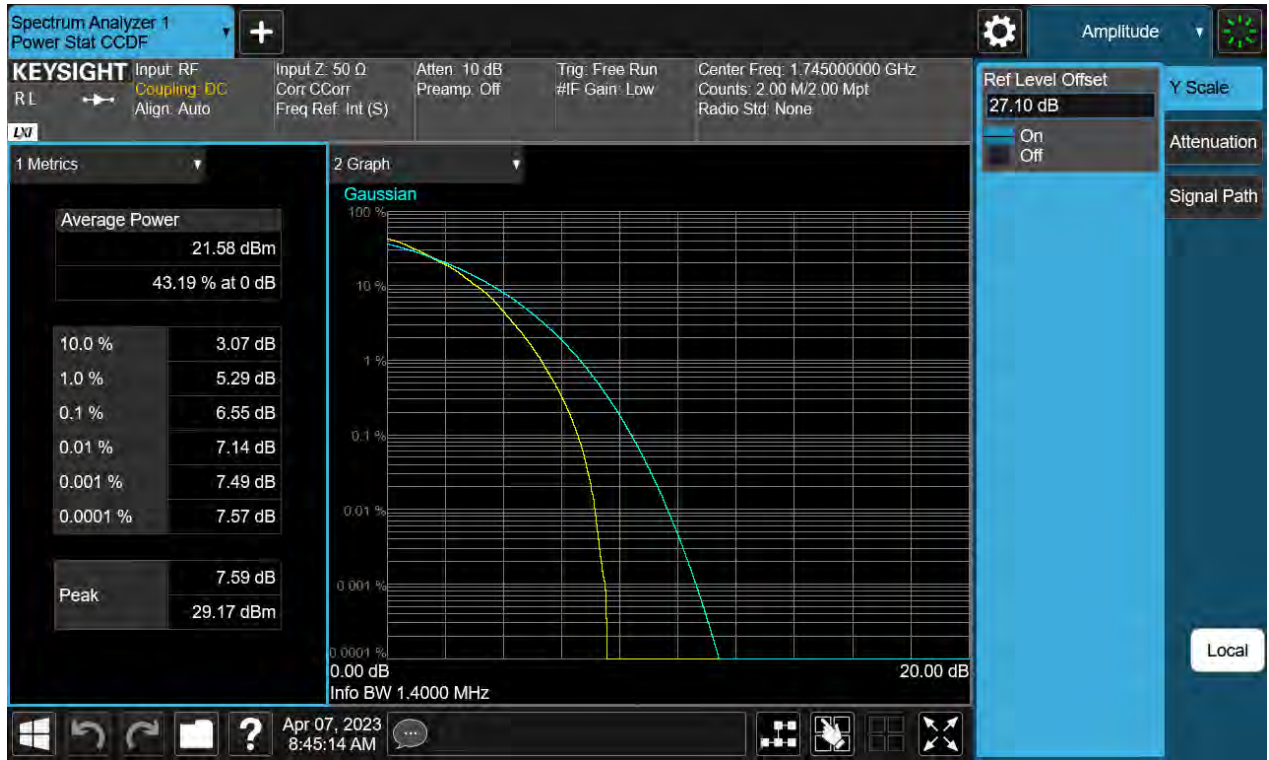 Spectrum Analyzer 1
Power Stat CCDF
+
Amplitude
KEYSIGHT
RL
LXI
Input: RF
Coupling: DC
Align: Auto
Input Z: 50 Ω
Corr CCorr
Freq Ref: Int (S)
Atten: 10 dB
Preamp: Off
Trig: Free Run
#IF Gain: Low
Center Freq: 1.745000000 GHz
Counts: 2.00 M/2.00 Mpt
Radio Std: None
Ref Level Offset
27.10 dB
On
Off
Y Scale
Attenuation
Signal Path
1 Metrics
Average Power
21.58 dBm
43.19 % at 0 dB
10.0 % 3.07 dB
1.0 % 5.29 dB
0.1 % 6.55 dB
0.01 % 7.14 dB
0.001 % 7.49 dB
0.0001 % 7.57 dB
Peak 7.59 dB
29.17 dBm
2 Graph
Gaussian
100 %
10 %
1 %
0.1 %
0.01 %
0.001 %
0.0001 %
0.00 dB 20.00 dB
Info BW 1.4000 MHz
Local
?
Apr 07, 2023
8:45:14 AM